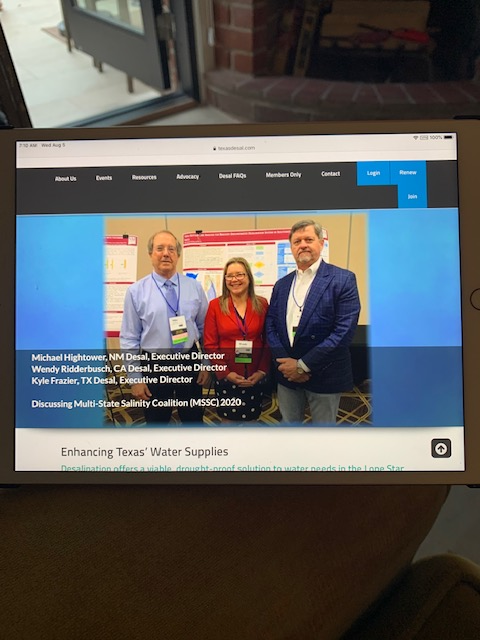 7:10 AM Wed Aug 5
100%
texasdesal.com
About Us Events Resources Advocacy Desal FAQs Members Only Contact Login Renew
Join
Michael Hightower, NM Desal, Executive Director
Wendy Ridderbusch, CA Desal, Executive Director
Kyle Frazier, TX Desal, Executive Director
Discussing Multi-State Salinity Coalition (MSSC) 2020
Enhancing Texas' Water Supplies
Desalination offers a viable, drought-proof solution to water needs in the Lone Star